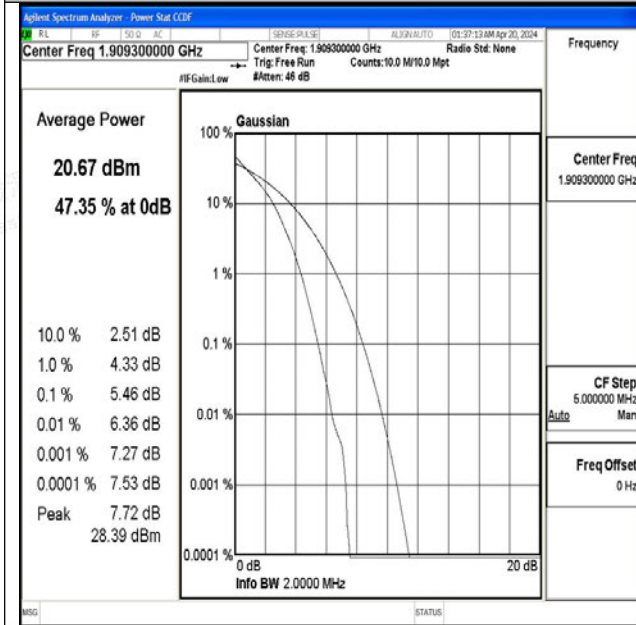 Agilent Spectrum Analyzer - Power Stat CCDF
RL RF 50 Ω AC SENSE:PULSE ALIGN AUTO 01:37:13 AM Apr 20, 2024
Center Freq 1.909300000 GHz
Center Freq: 1.909300000 GHz Radio Std: None
Trig: Free Run Counts:10.0 M/10.0 Mpt
#IFGain:Low #Atten: 46 dB
Frequency
Average Power
20.67 dBm
47.35 % at 0dB
10.0 % 2.51 dB
1.0 % 4.33 dB
0.1 % 5.46 dB
0.01 % 6.36 dB
0.001 % 7.27 dB
0.0001 % 7.53 dB
Peak 7.72 dB
28.39 dBm
Gaussian
100 %
10 %
1 %
0.1 %
0.01 %
0.001 %
0.0001 %
0 dB 20 dB
Info BW 2.0000 MHz
Center Freq
1.909300000 GHz
CF Step
5.000000 MHz
Auto Man
Freq Offset
0 Hz
MSG STATUS